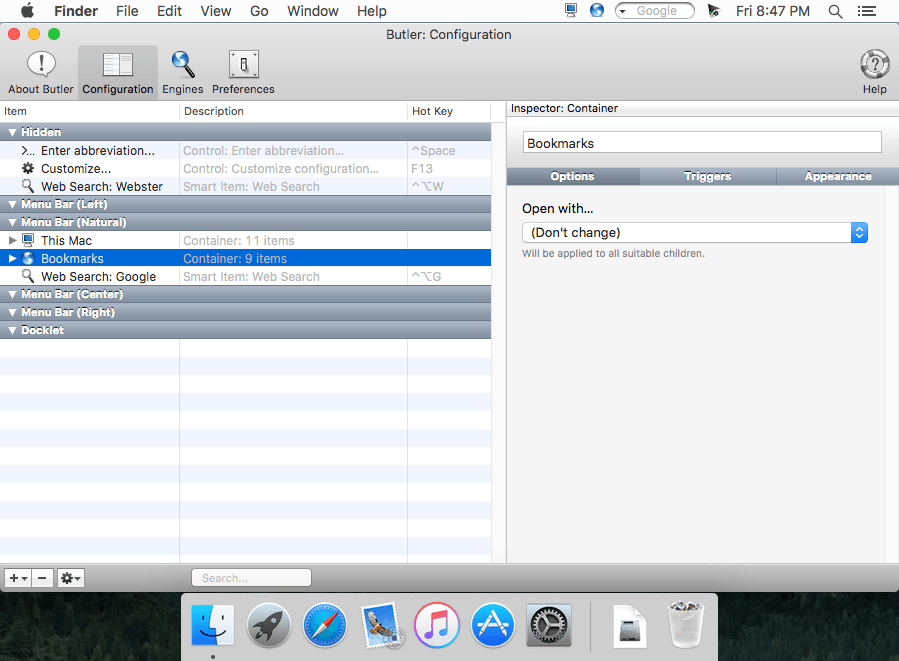 Finder File Edit View Go Window Help Google Fri 8:47 PM
Butler: Configuration
About Butler Configuration Engines Preferences Help
Item Description Hot Key
Inspector: Container
Hidden
>... Enter abbreviation... Control: Enter abbreviation... ^Space
Customize... Control: Customize configuration... F13
Web Search: Webster Smart Item: Web Search ^⌥W
Menu Bar (Left)
Menu Bar (Natural)
This Mac Container: 11 items
Bookmarks Container: 9 items
Web Search: Google Smart Item: Web Search ^⌥G
Menu Bar (Center)
Menu Bar (Right)
Docklet
Bookmarks
Options Triggers Appearance
Open with...
(Don't change)
Will be applied to all suitable children.
Search...